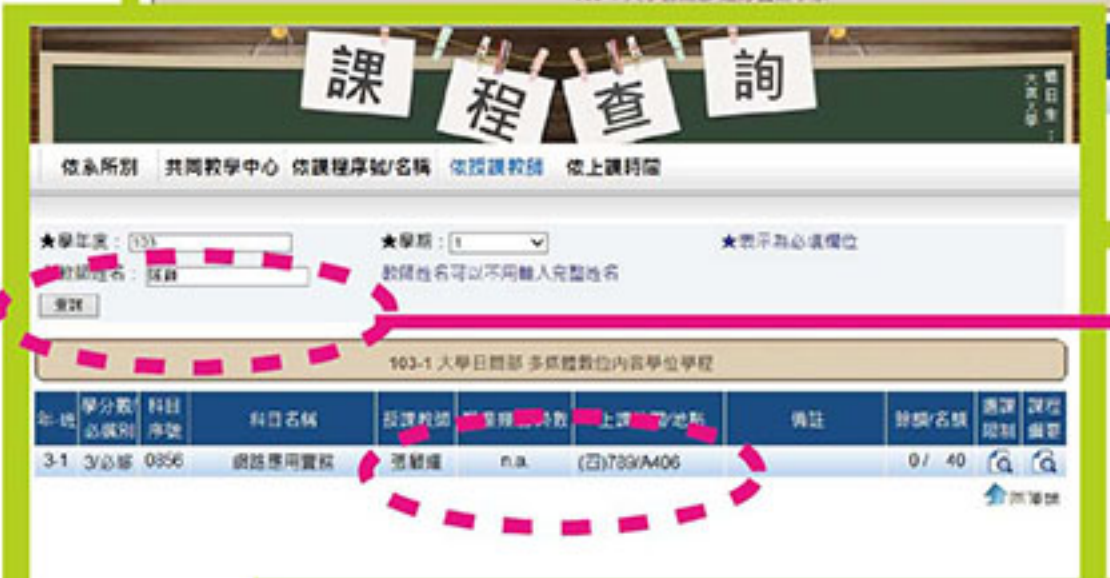 課程查詢
依系所別 共同教學中心 依課程序號/名稱 依授課教師 依上課時間
★學年度：103 ★學期：1 ★表示為必填欄位
教師姓名： 教師姓名可以不用輸入完整姓名
查詢
103-1 大學日間部 多媒體數位內容學位學程
年-班 學分數/必選別 科目序號 科目名稱 授課教師 上課時間/地點 備註 餘額/名額 選課限制 課程綱要
3-1 3/必修 0856 網路應用實務 n.a. (四)789/A406 0/ 40